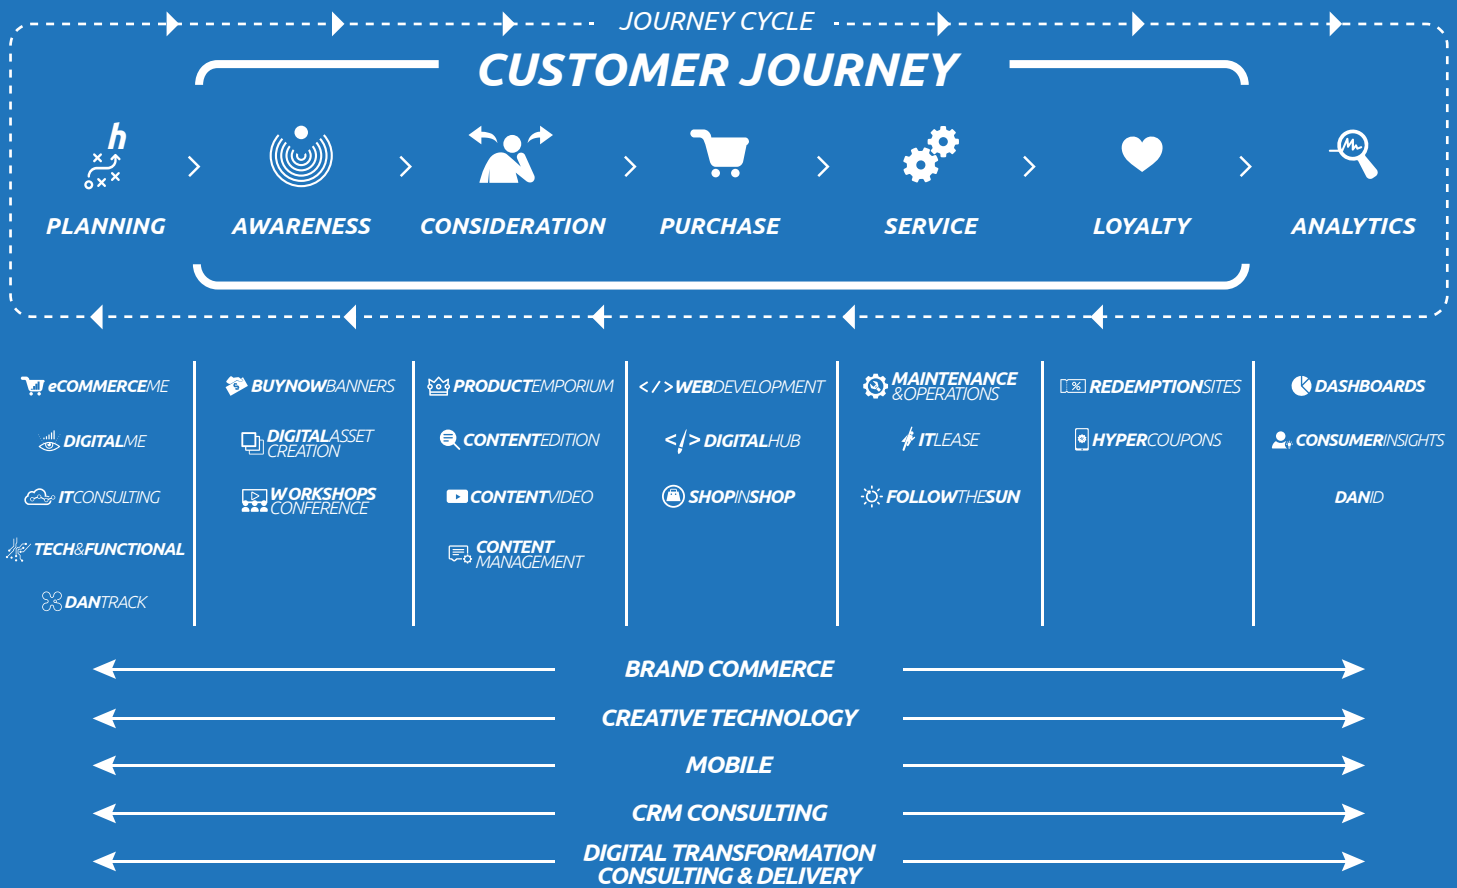 JOURNEY CYCLE
CUSTOMER JOURNEY
h
PLANNING
AWARENESS
CONSIDERATION
PURCHASE
SERVICE
LOYALTY
ANALYTICS
eCOMMERCEME
DIGITALME
ITCONSULTING
TECH&FUNCTIONAL
DANTRACK
BUYNOWBANNERS
DIGITALASSET
CREATION
WORKSHOPS
CONFERENCE
PRODUCTEMPORIUM
CONTENTEDITION
CONTENTVIDEO
CONTENT
MANAGEMENT
</>WEBDEVELOPMENT
</>DIGITALHUB
SHOPINSHOP
MAINTENANCE
&OPERATIONS
ITLEASE
FOLLOWTHESUN
REDEMPTIONSITES
HYPERCOUPONS
DASHBOARDS
CONSUMERINSIGHTS
DANID
BRAND COMMERCE
CREATIVE TECHNOLOGY
MOBILE
CRM CONSULTING
DIGITAL TRANSFORMATION
CONSULTING & DELIVERY